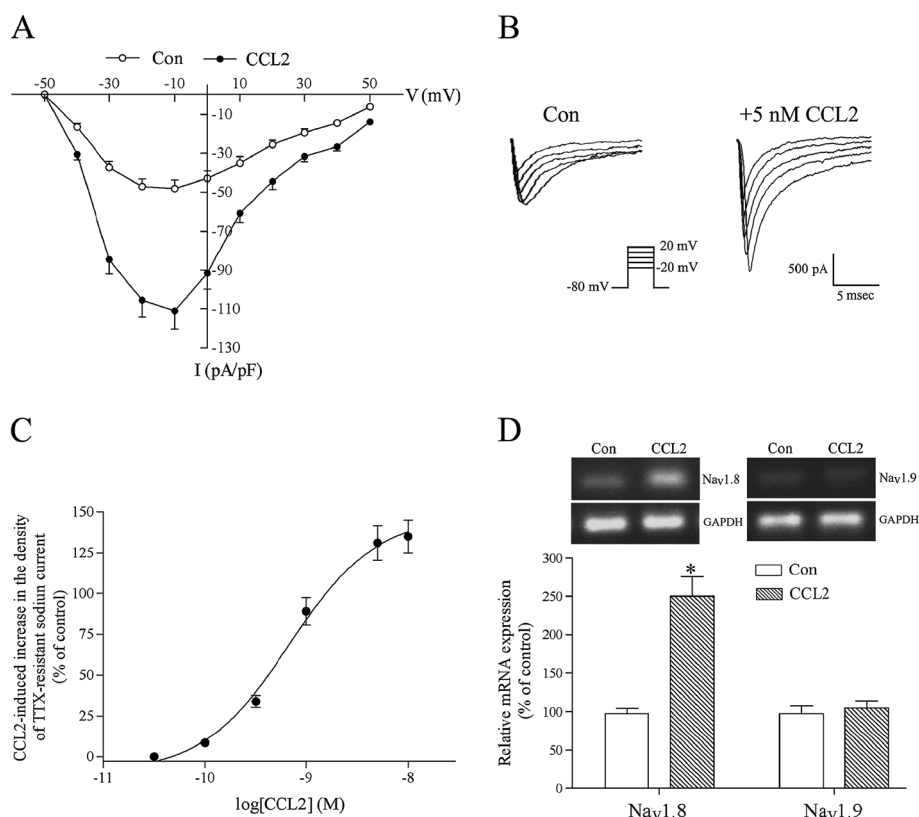 A
Con
CCL2
-50
-30
-10
10
30
50
V (mV)
-10
-30
-50
-70
-90
-110
-130
I (pA/pF)
B
Con
+5 nM CCL2
20 mV
-20 mV
-80 mV
500 pA
5 msec
C
CCL2-induced increase in the density
of TTX-resistant sodium current
(% of control)
150
125
100
75
50
25
0
-11
-10
-9
-8
log[CCL2] (M)
D
Con
CCL2
Con
CCL2
Nav1.8
Nav1.9
GAPDH
GAPDH
Relative mRNA expression
(% of control)
300
250
200
150
100
50
0
*
Con
CCL2
Nav1.8
Nav1.9